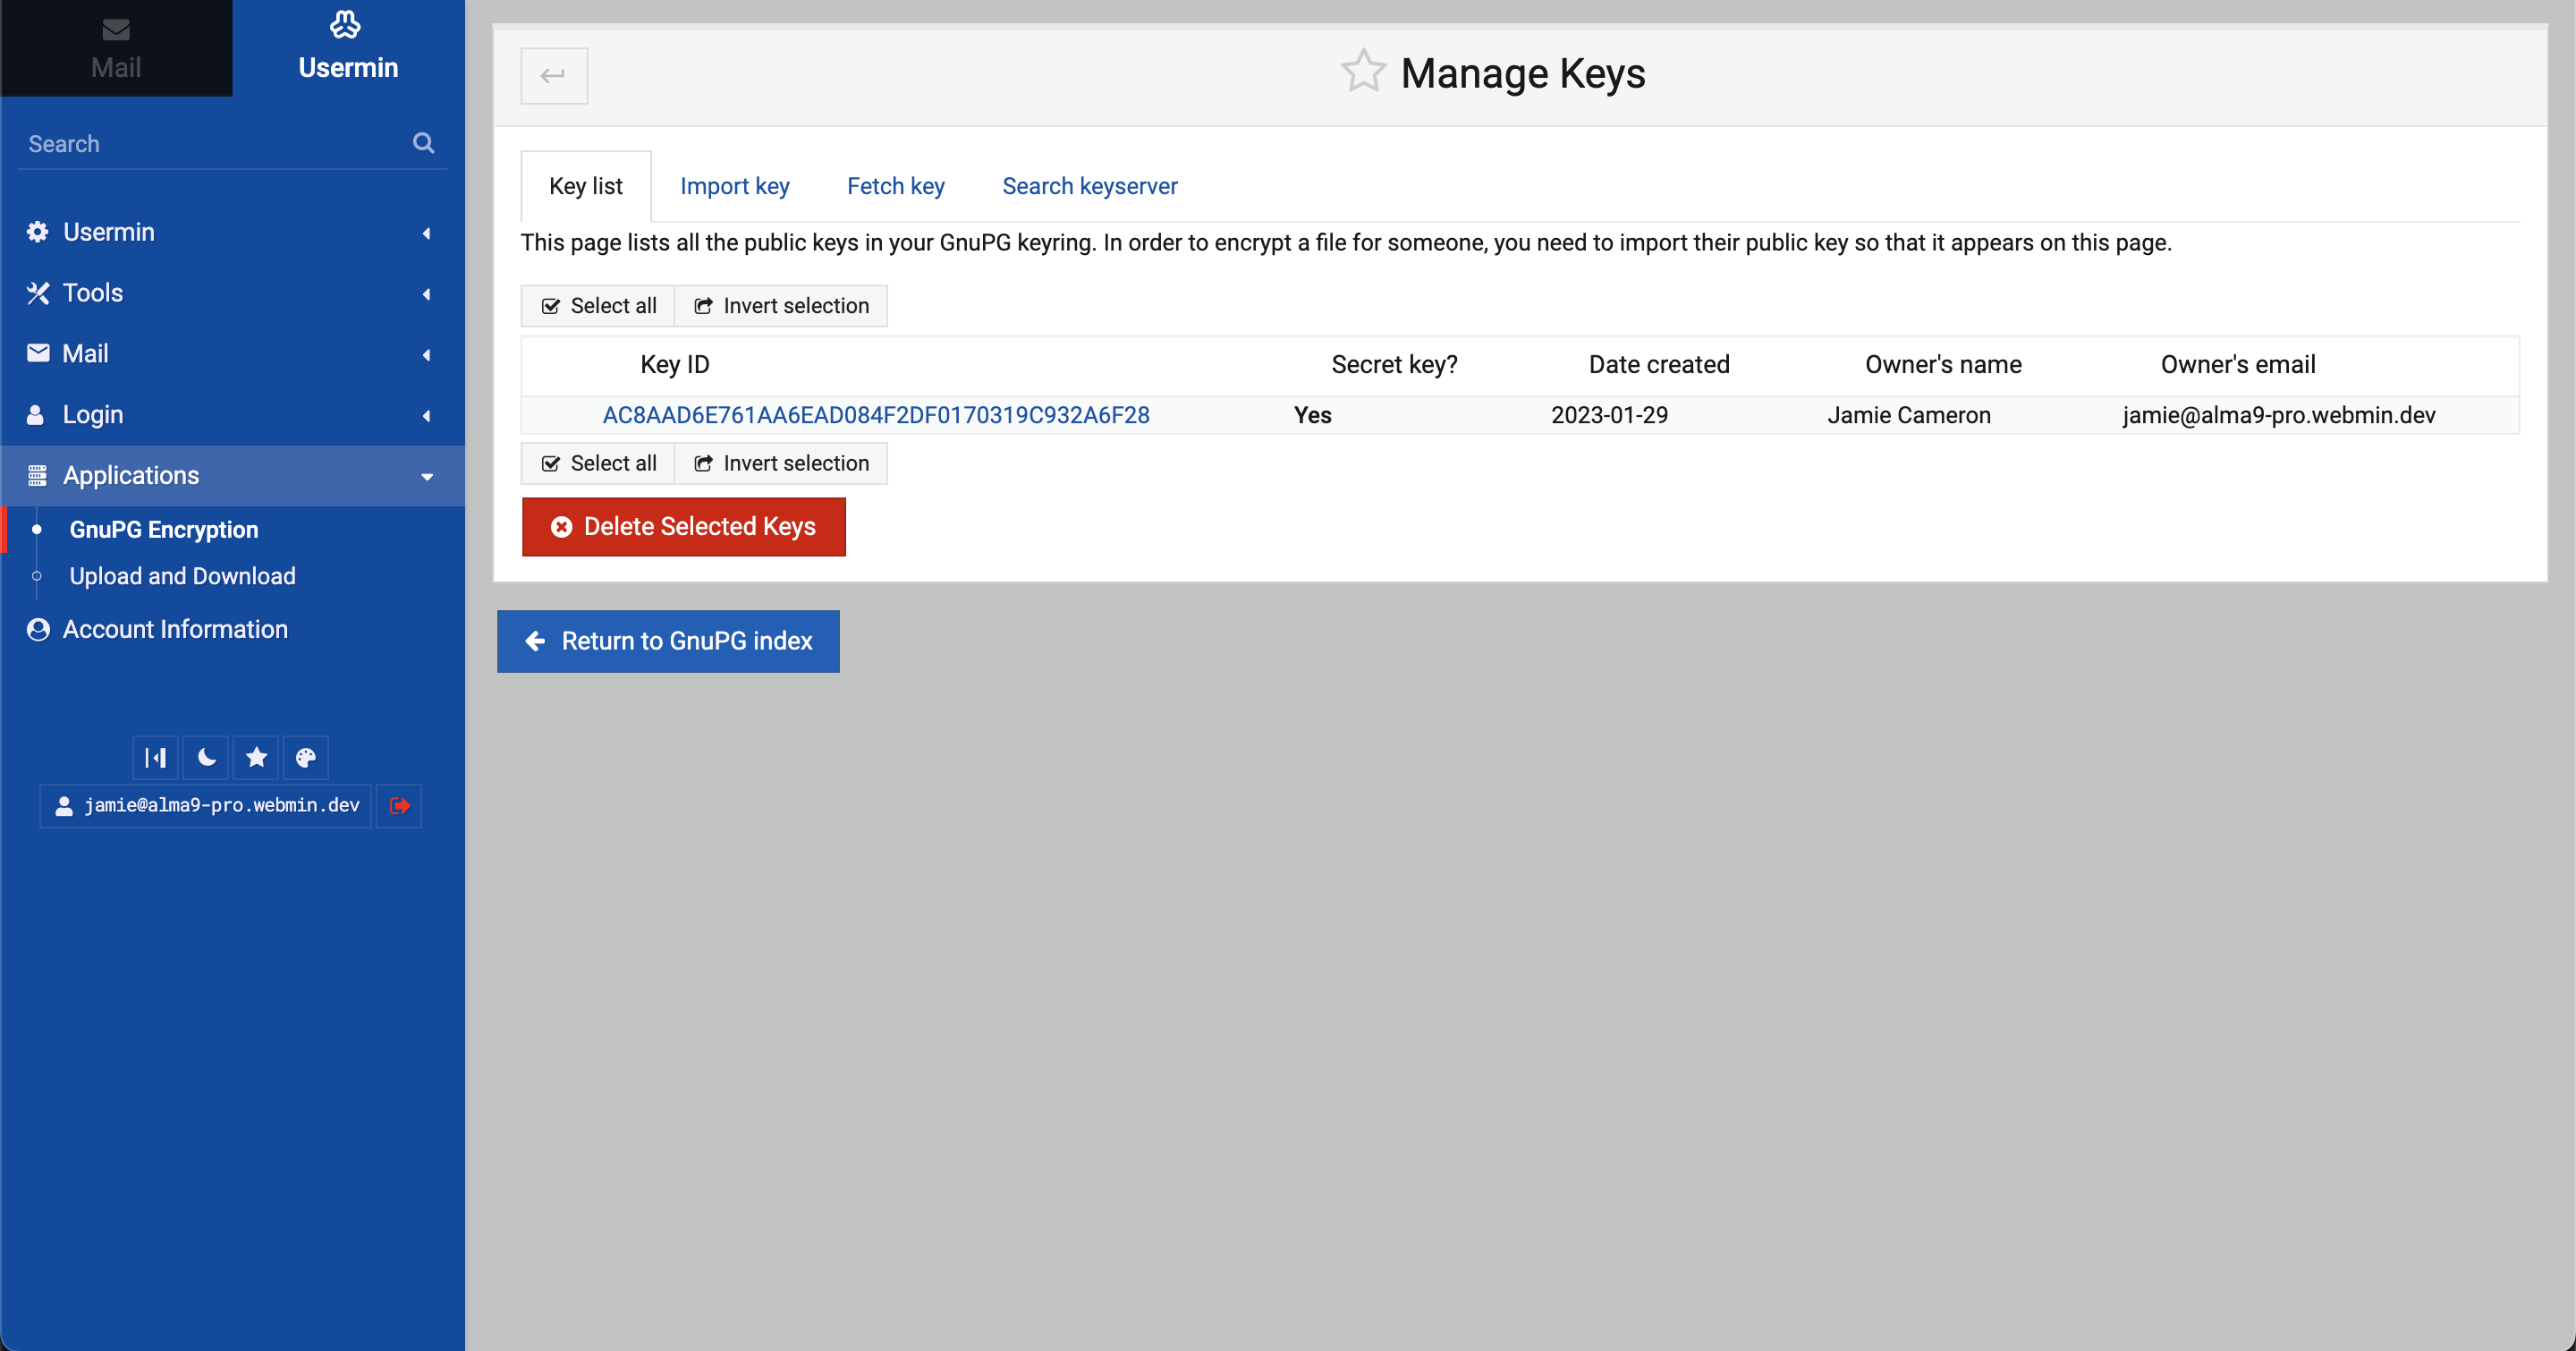 Mail
Usermin
Search
Usermin
Tools
Mail
Login
Applications
GnuPG Encryption
Upload and Download
Account Information
jamie@alma9-pro.webmin.dev
Manage Keys
Key list Import key Fetch key Search keyserver
This page lists all the public keys in your GnuPG keyring. In order to encrypt a file for someone, you need to import their public key so that it appears on this page.
Select all Invert selection
Key ID Secret key? Date created Owner's name Owner's email
AC8AAD6E761AA6EAD084F2DF0170319C932A6F28 Yes 2023-01-29 Jamie Cameron jamie@alma9-pro.webmin.dev
Select all Invert selection
Delete Selected Keys
Return to GnuPG index